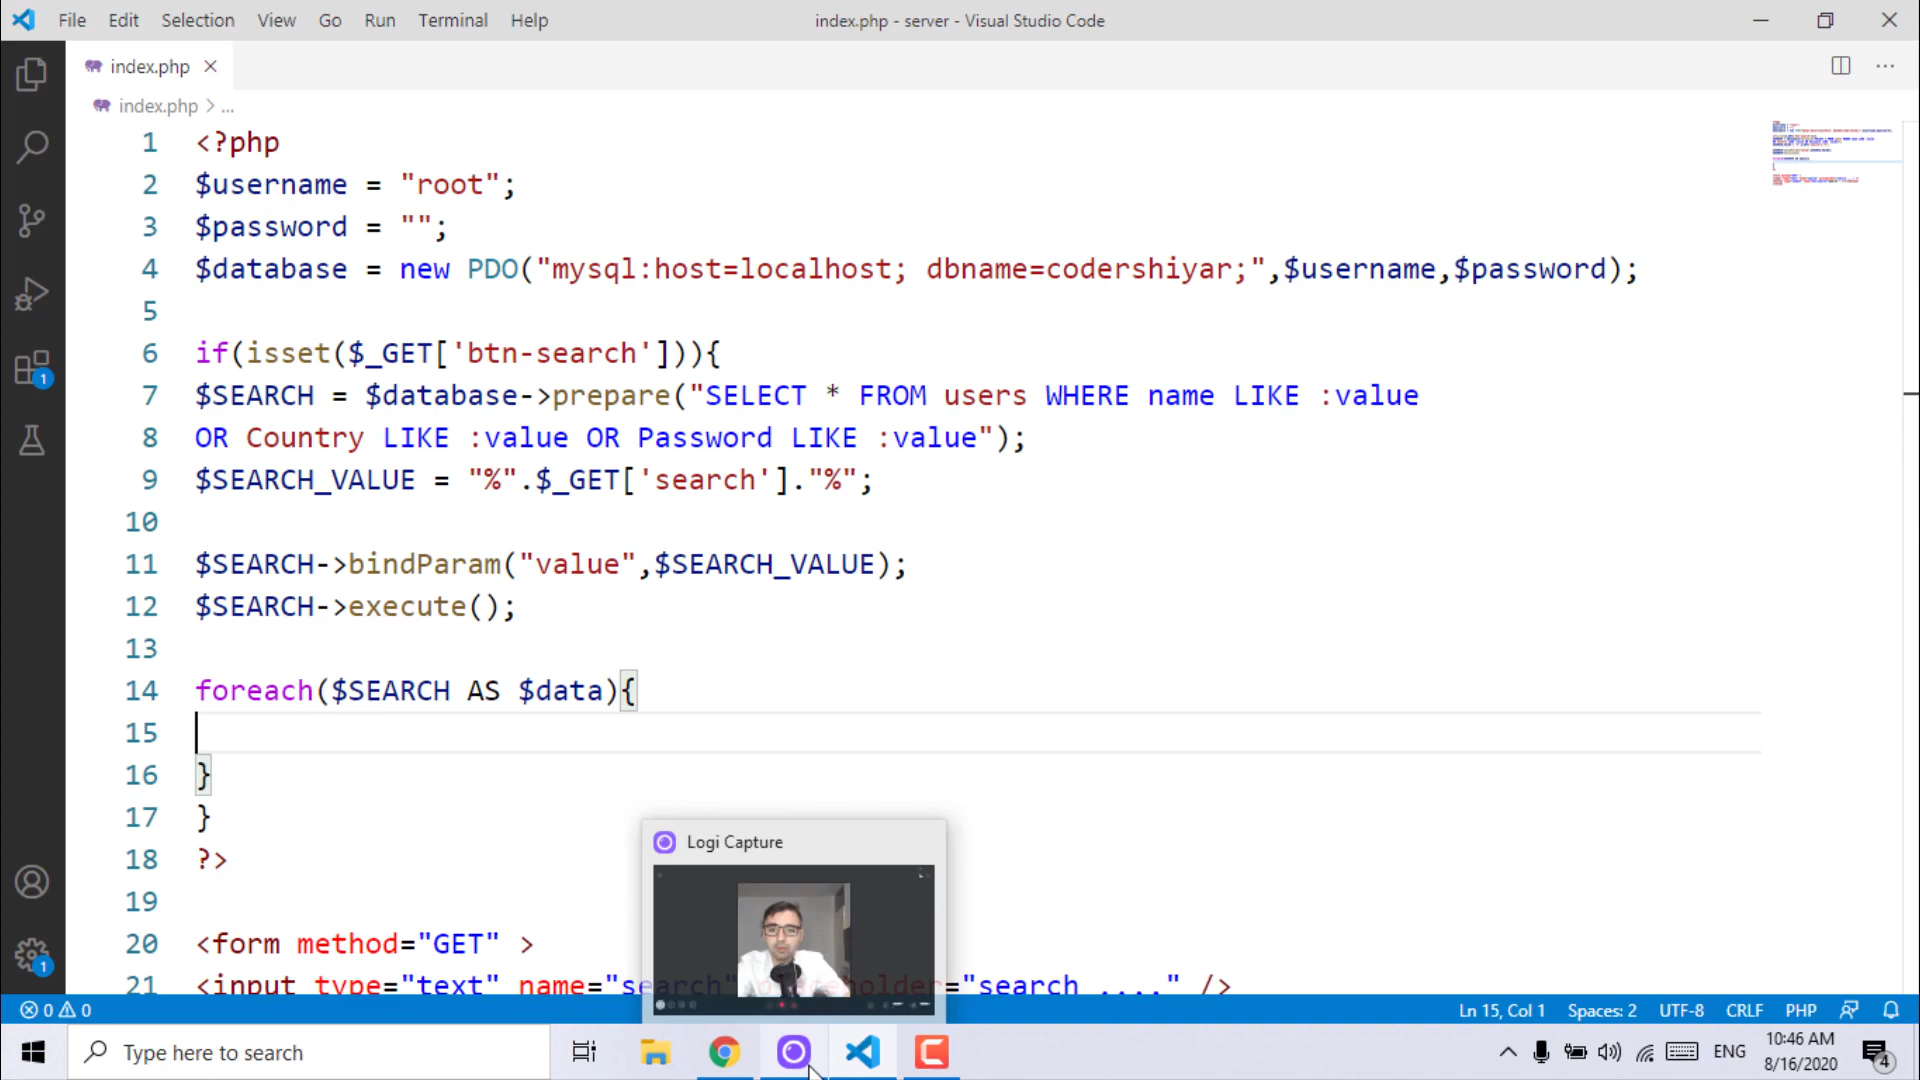 File Edit Selection View Go Run Terminal Help
index.php - server - Visual Studio Code
index.php
index.php > ...
1 <?php
2 $username = "root";
3 $password = "";
4 $database = new PDO("mysql:host=localhost; dbname=codershiyar;",$username,$password);
5
6 if(isset($_GET['btn-search'])){
7 $SEARCH = $database->prepare("SELECT * FROM users WHERE name LIKE :value
8 OR Country LIKE :value OR Password LIKE :value");
9 $SEARCH_VALUE = "%".$_GET['search']."%";
10
11 $SEARCH->bindParam("value",$SEARCH_VALUE);
12 $SEARCH->execute();
13
14 foreach($SEARCH AS $data){
15
16 }
17 }
18 ?>
19
20 <form method="GET" >
21 <input type="text" name="search" placeholder="search ...." />
Logi Capture
1
1
0 0
Ln 15, Col 1 Spaces: 2 UTF-8 CRLF PHP
Type here to search
ENG
10:46 AM
8/16/2020
4